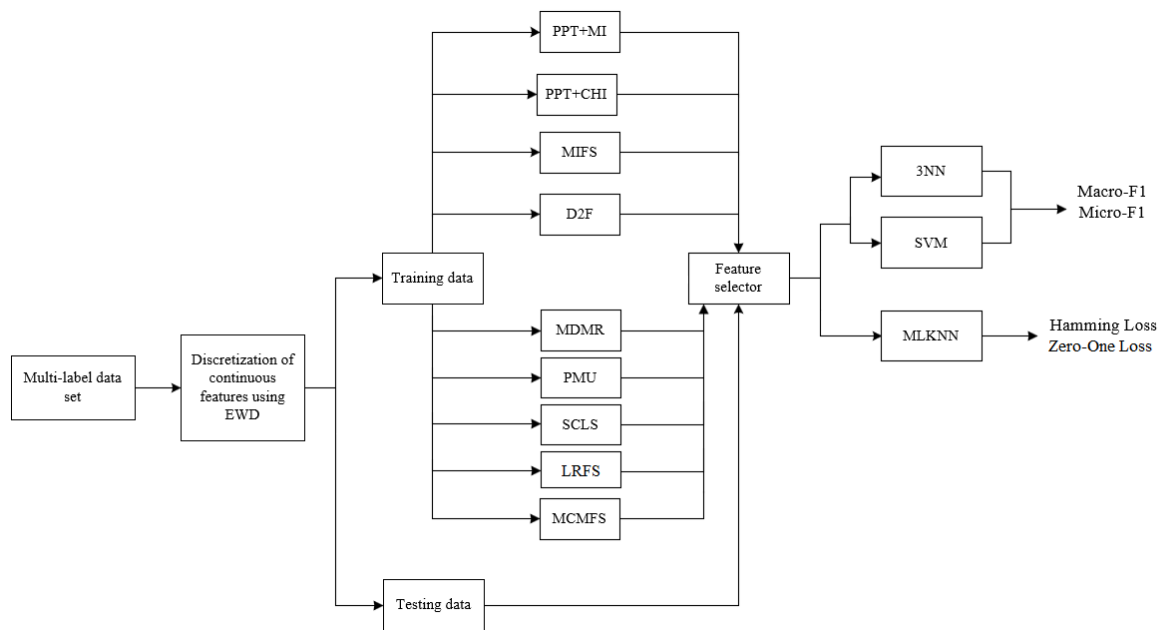 Multi-label data
set
Discretization of
continuous
features using
EWD
Training data
Testing data
PPT+MI
PPT+CHI
MIFS
D2F
MDMR
PMU
SCLS
LRFS
MCMFS
Feature
selector
3NN
SVM
MLKNN
Macro-F1
Micro-F1
Hamming Loss
Zero-One Loss